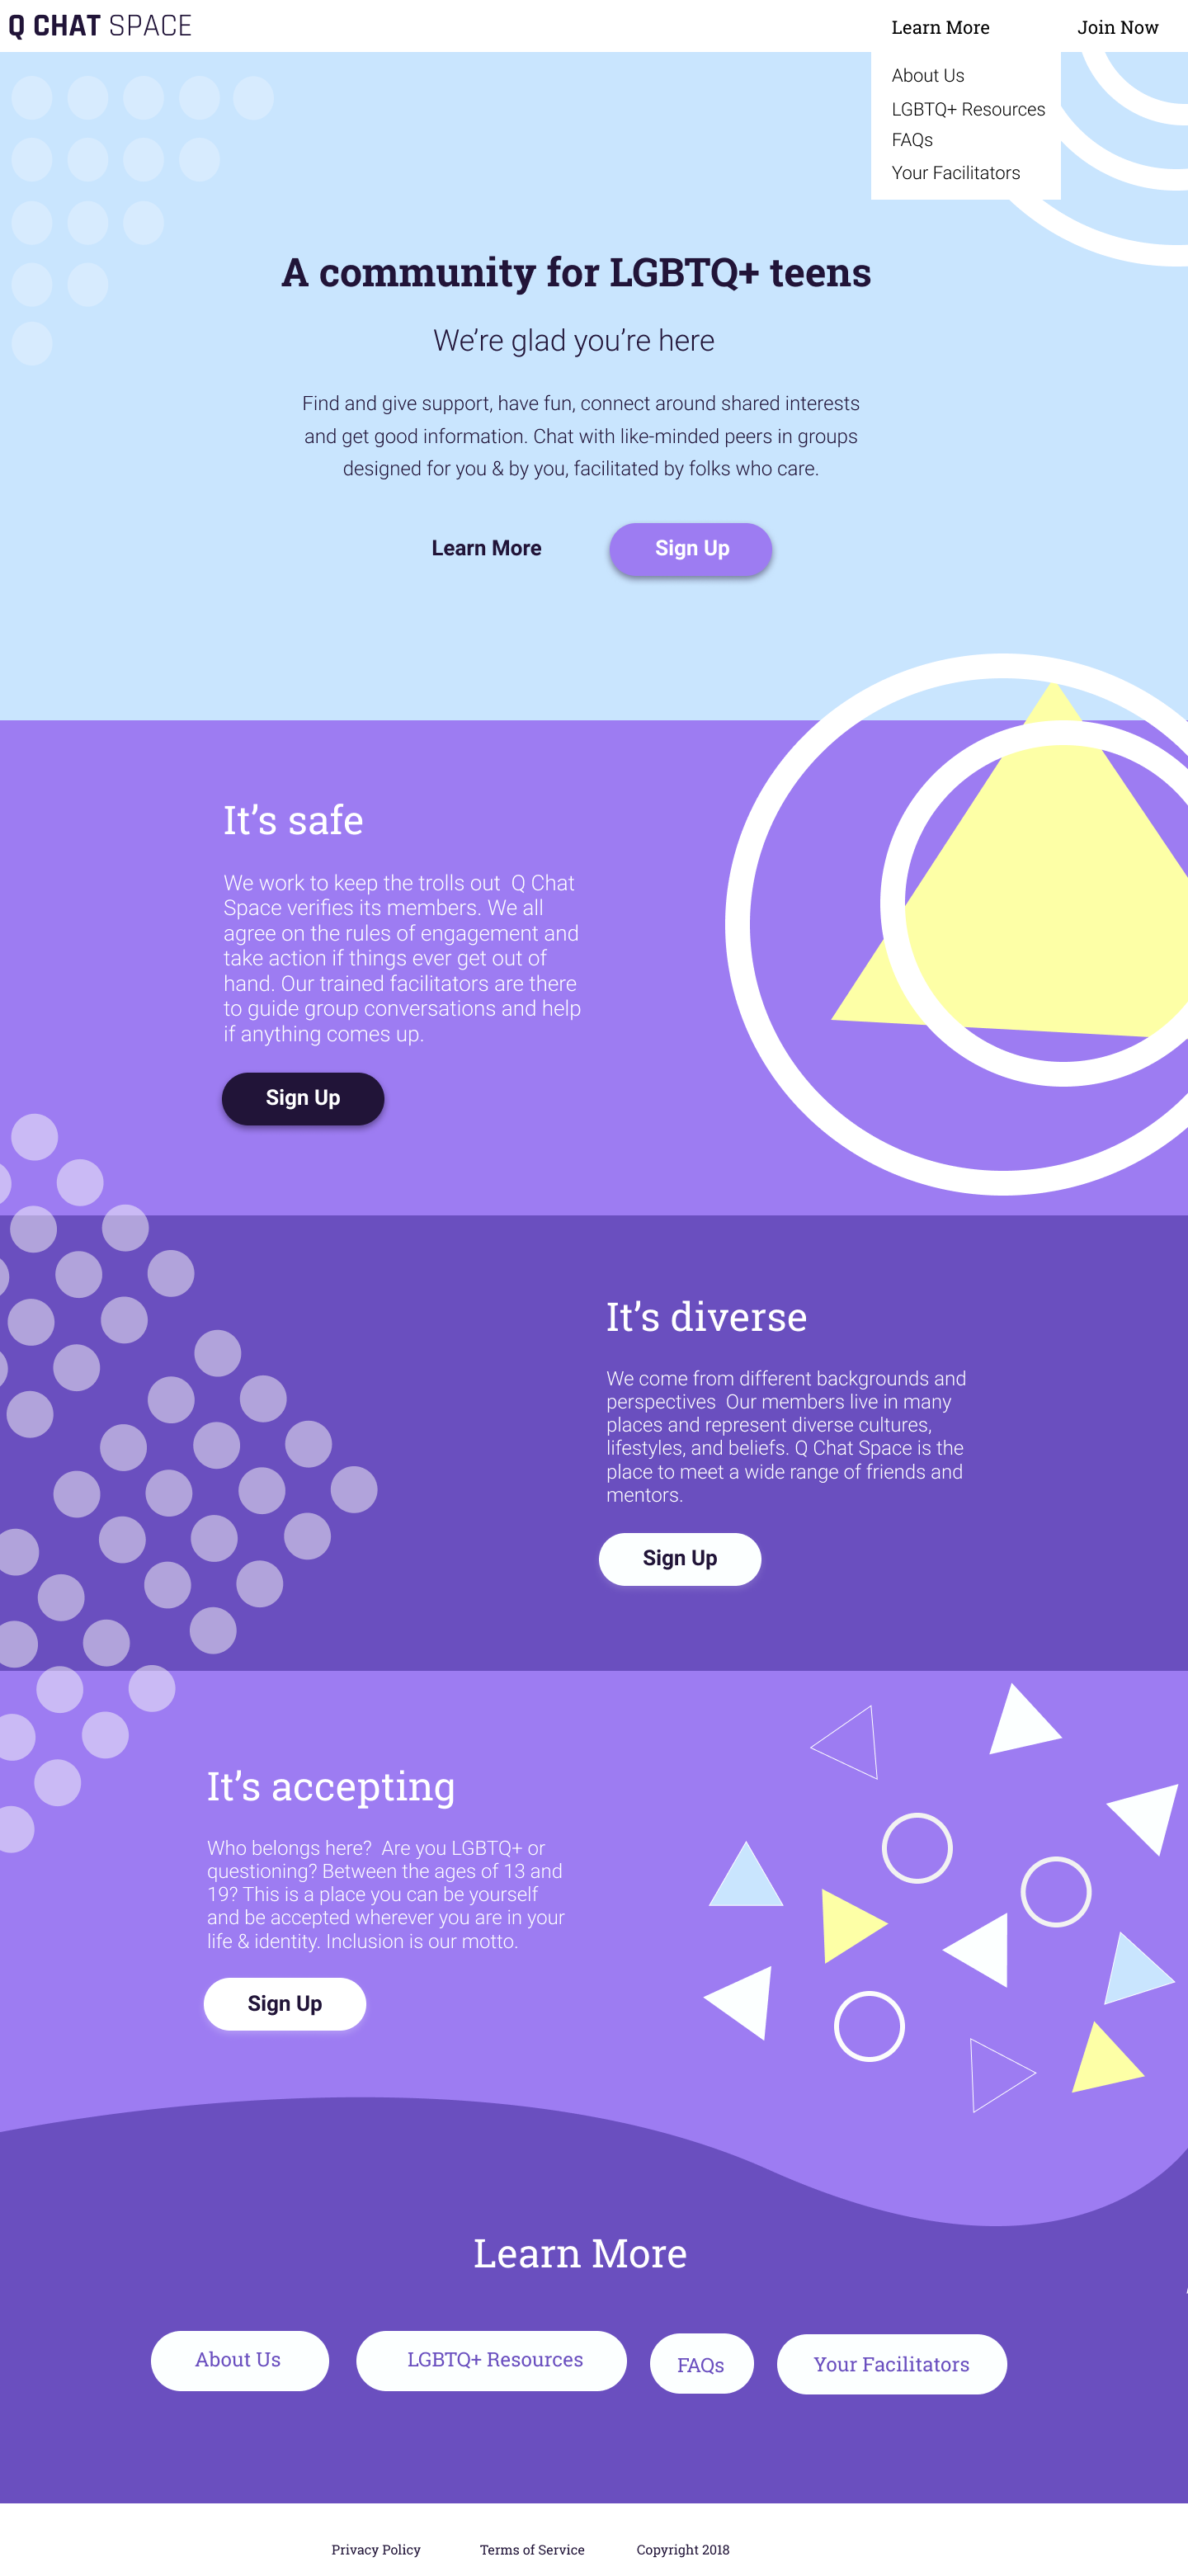 Q CHAT SPACE
Learn More
Join Now
About Us
LGBTQ+ Resources
FAQs
Your Facilitators
A community for LGBTQ+ teens
We’re glad you’re here
Find and give support, have fun, connect around shared interests
and get good information. Chat with like-minded peers in groups
designed for you & by you, facilitated by folks who care.
Learn More
Sign Up
It’s safe
We work to keep the trolls out  Q Chat
Space verifies its members. We all
agree on the rules of engagement and
take action if things ever get out of
hand. Our trained facilitators are there
to guide group conversations and help
if anything comes up.
Sign Up
It’s diverse
We come from different backgrounds and
perspectives  Our members live in many
places and represent diverse cultures,
lifestyles, and beliefs. Q Chat Space is the
place to meet a wide range of friends and
mentors.
Sign Up
It’s accepting
Who belongs here?  Are you LGBTQ+ or
questioning? Between the ages of 13 and
19? This is a place you can be yourself
and be accepted wherever you are in your
life & identity. Inclusion is our motto.
Sign Up
Learn More
About Us
LGBTQ+ Resources
FAQs
Your Facilitators
Privacy Policy
Terms of Service
Copyright 2018